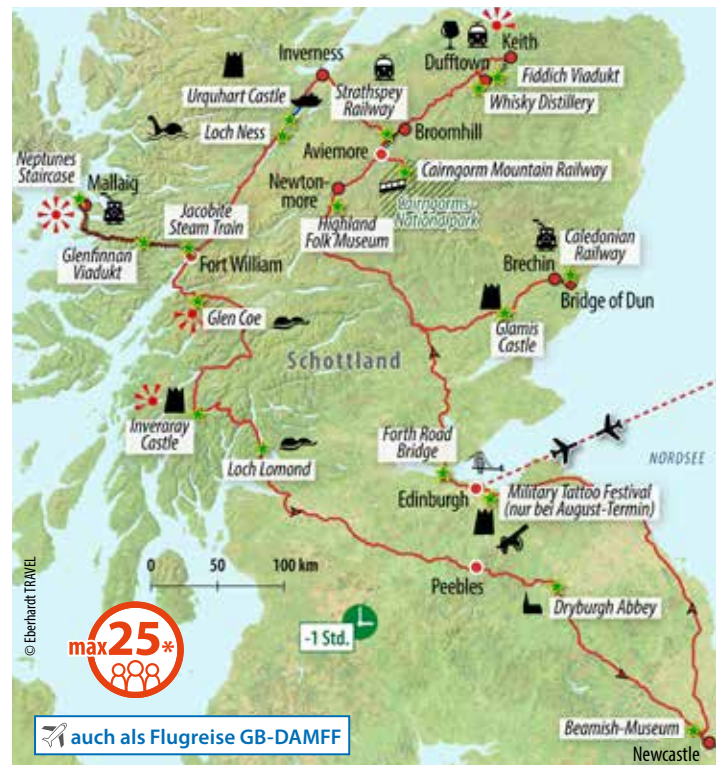 Inverness
Keith
Dufftown
Urquhart Castle
Strathspey
Railway
Fiddich Viadukt
Whisky Distillery
Loch Ness
Broomhill
Neptunes
Staircase
Aviemore
Cairngorm Mountain Railway
Mallaig
Newton-
more
Cairngorms-
Nationalpark
Jacobite
Steam Train
Highland
Folk Museum
Caledonian
Railway
Glenfinnan
Viadukt
Fort William
Brechin
Bridge of Dun
Glen Coe
Glamis
Castle
Schottland
Inveraray
Castle
Forth Road
Bridge
Loch Lomond
NORDSEE
Edinburgh
Military Tattoo Festival
(nur bei August-Termin)
0 50 100 km
Peebles
© Eberhardt TRAVEL
Dryburgh Abbey
max25*
-1 Std.
auch als Flugreise GB-DAMFF
Beamish-Museum
Newcastle